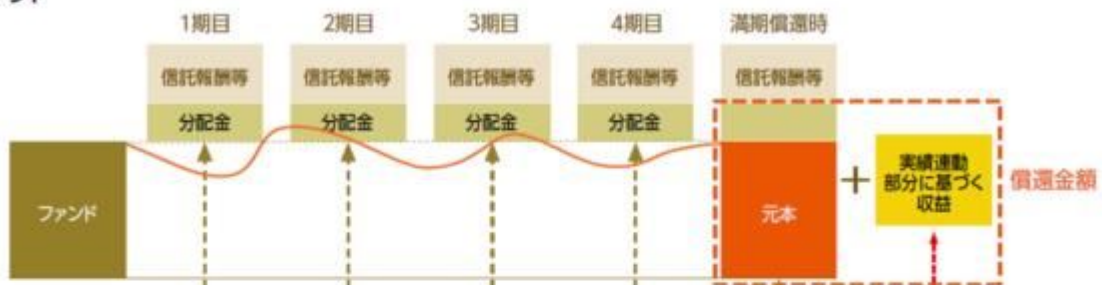 1期目 2期目 3期目 4期目 満期償還時
信託報酬等 信託報酬等 信託報酬等 信託報酬等 信託報酬等
分配金 分配金 分配金 分配金
ファンド
元本
+
実績連動
部分に基づく
収益
償還金額